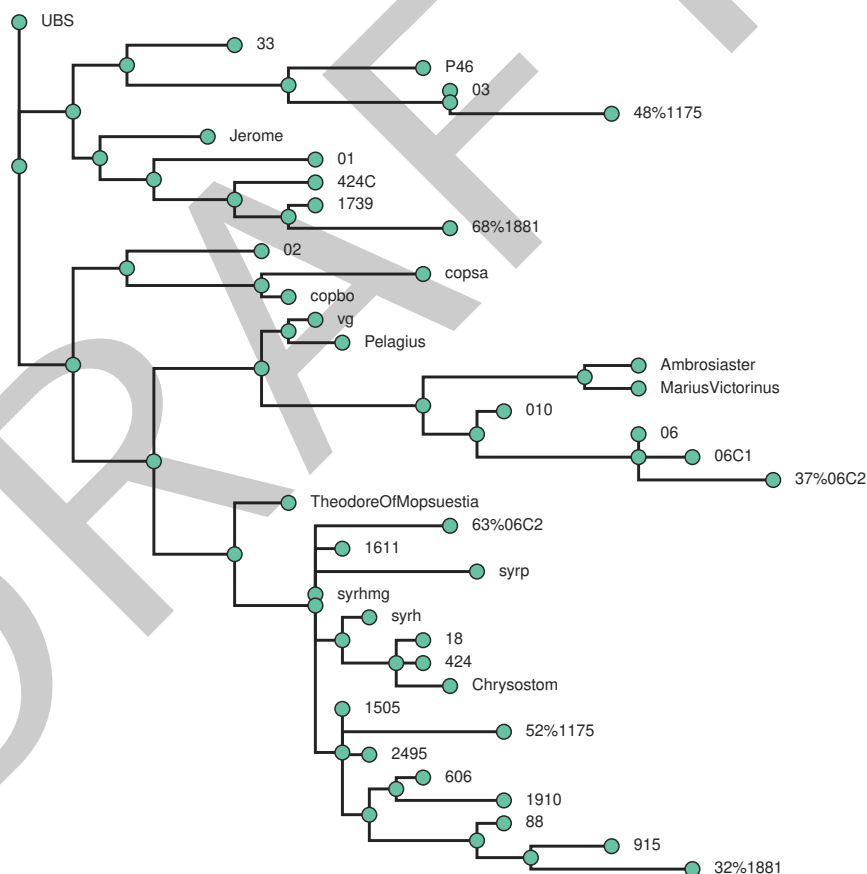 UBS
33
P46
03
48%1175
Jerome
01
424C
1739
68%1881
02
copsa
copbo
vg
Pelagius
Ambrosiaster
MariusVictorinus
010
06
06C1
37%06C2
TheodoreOfMopsuestia
63%06C2
1611
syrp
syrhmg
syrh
18
424
Chrysostom
1505
52%1175
2495
606
1910
88
915
32%1881
DRAFT